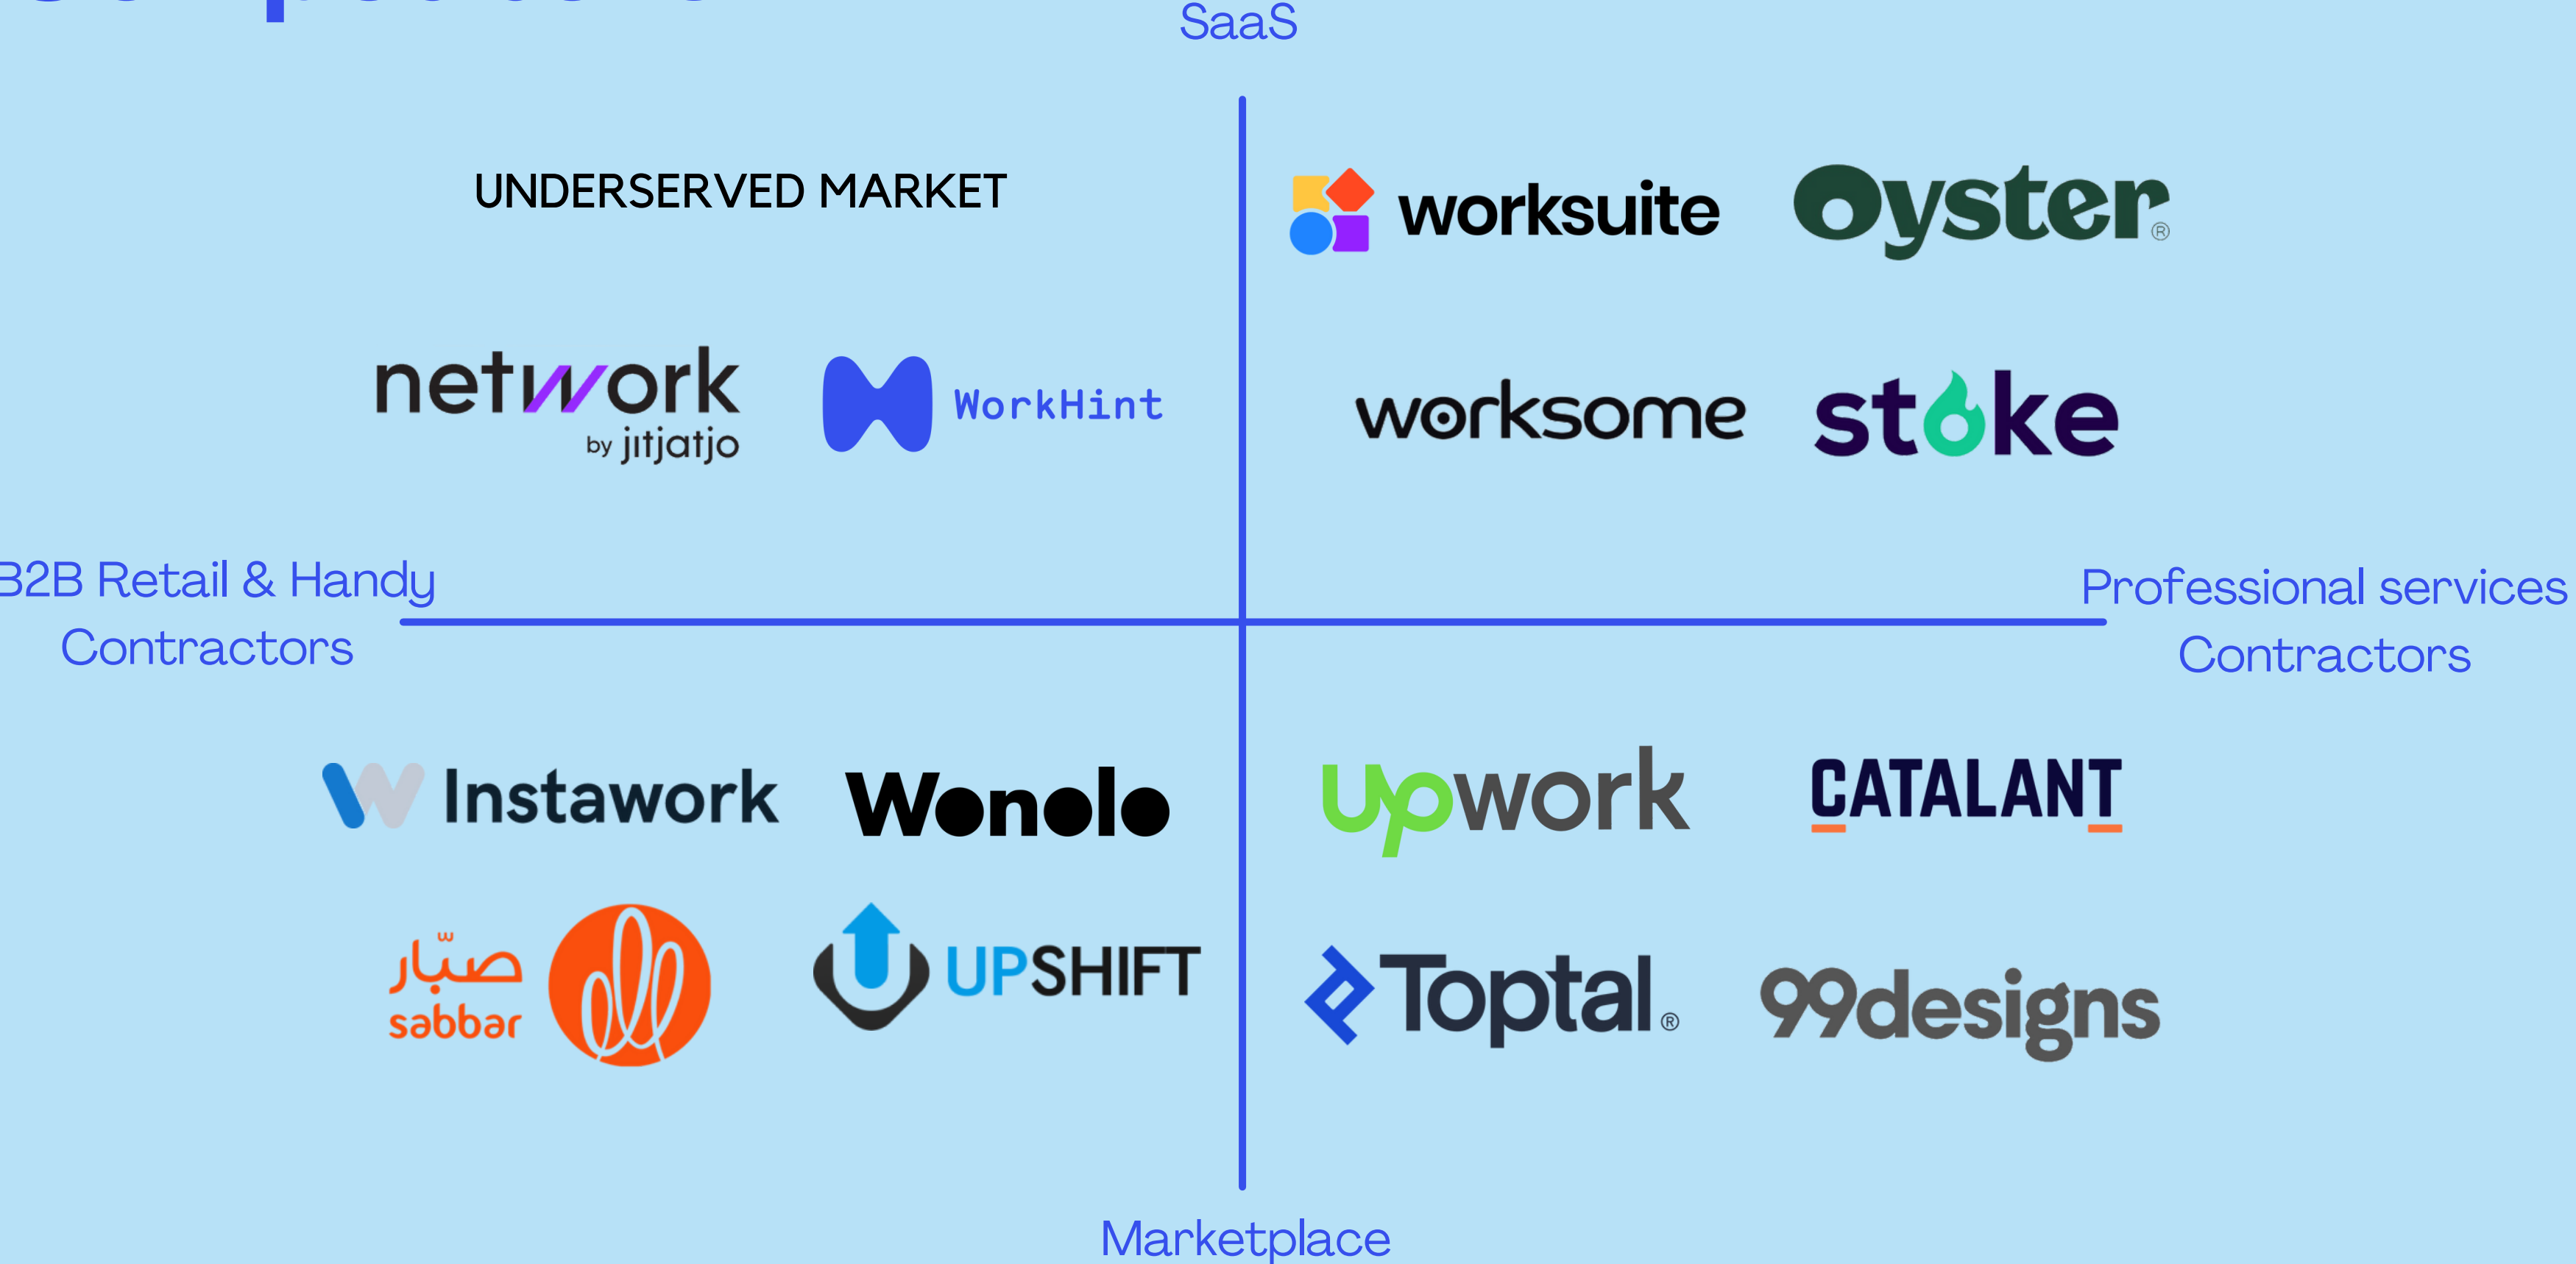 SaaS
UNDERSERVED MARKET
worksuite
Oyster®
network
by jitjatjo
WorkHint
worksome
stoke
B2B Retail & Handy
Contractors
Professional services
Contractors
Instawork
Wonolo
upwork
CATALANT
صبّار
sabbar
UPSHIFT
Toptal®
99designs
Marketplace